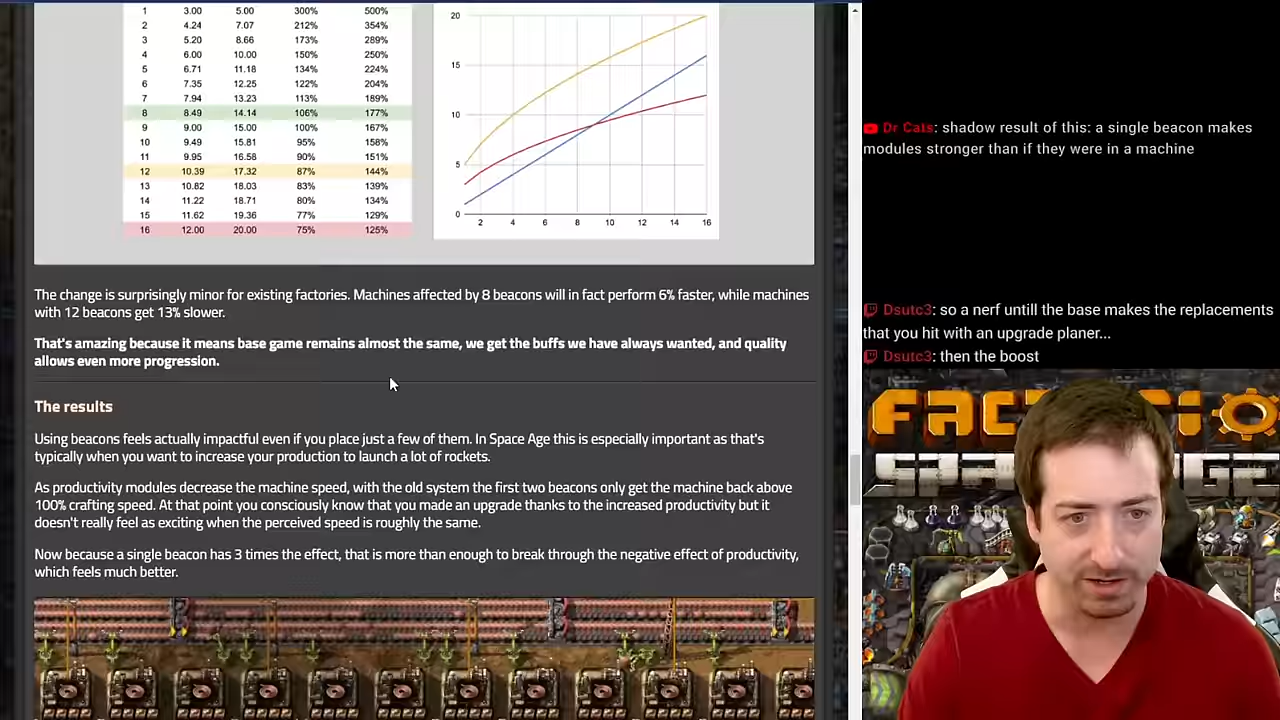 1 3.00 5.00 300% 500%
2 4.24 7.07 212% 354%
3 5.20 8.66 173% 289%
4 6.00 10.00 150% 250%
5 6.71 11.18 134% 224%
6 7.35 12.25 122% 204%
7 7.94 13.23 113% 189%
8 8.49 14.14 106% 177%
9 9.00 15.00 100% 167%
10 9.49 15.81 95% 158%
11 9.95 16.58 90% 151%
12 10.39 17.32 87% 144%
13 10.82 18.03 83% 139%
14 11.22 18.71 80% 134%
15 11.62 19.36 77% 129%
16 12.00 20.00 75% 125%
20
15
10
5
0
2 4 6 8 10 12 14 16
The change is surprisingly minor for existing factories. Machines affected by 8 beacons will in fact perform 6% faster, while machines
with 12 beacons get 13% slower.
That's amazing because it means base game remains almost the same, we get the buffs we have always wanted, and quality
allows even more progression.
The results
Using beacons feels actually impactful even if you place just a few of them. In Space Age this is especially important as that's
typically when you want to increase your production to launch a lot of rockets.
As productivity modules decrease the machine speed, with the old system the first two beacons only get the machine back above
100% crafting speed. At that point you consciously know that you made an upgrade thanks to the increased productivity but it
doesn't really feel as exciting when the perceived speed is roughly the same.
Now because a single beacon has 3 times the effect, that is more than enough to break through the negative effect of productivity,
which feels much better.
Dr Cats: shadow result of this: a single beacon makes
modules stronger than if they were in a machine
Dsutc3: so a nerf untill the base makes the replacements
that you hit with an upgrade planer...
Dsutc3: then the boost